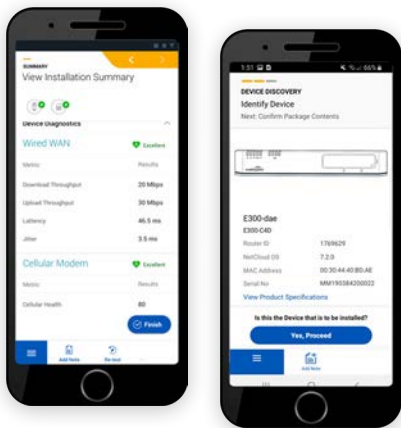 SUMMARY
View Installation Summary
Device Diagnostics
Wired WAN
Excellent
Metric
Results
Download Throughput
20 Mbps
Upload Throughput
30 Mbps
Latency
46.5 ms
Jitter
3.5 ms
Cellular Modem
Excellent
Metric
Results
Cellular Health
80
Finish
Add Note
Re-test
1:51
66%
DEVICE DISCOVERY
Identify Device
Next: Confirm Package Contents
E300-dae
E300-C4D
Router ID
1769629
NetCloud OS
7.2.0
MAC Address
00:30:44:40:BD:AE
Serial No
MM190384200022
View Product Specifications
Is this the Device that is to be installed?
Yes, Proceed
Add Note